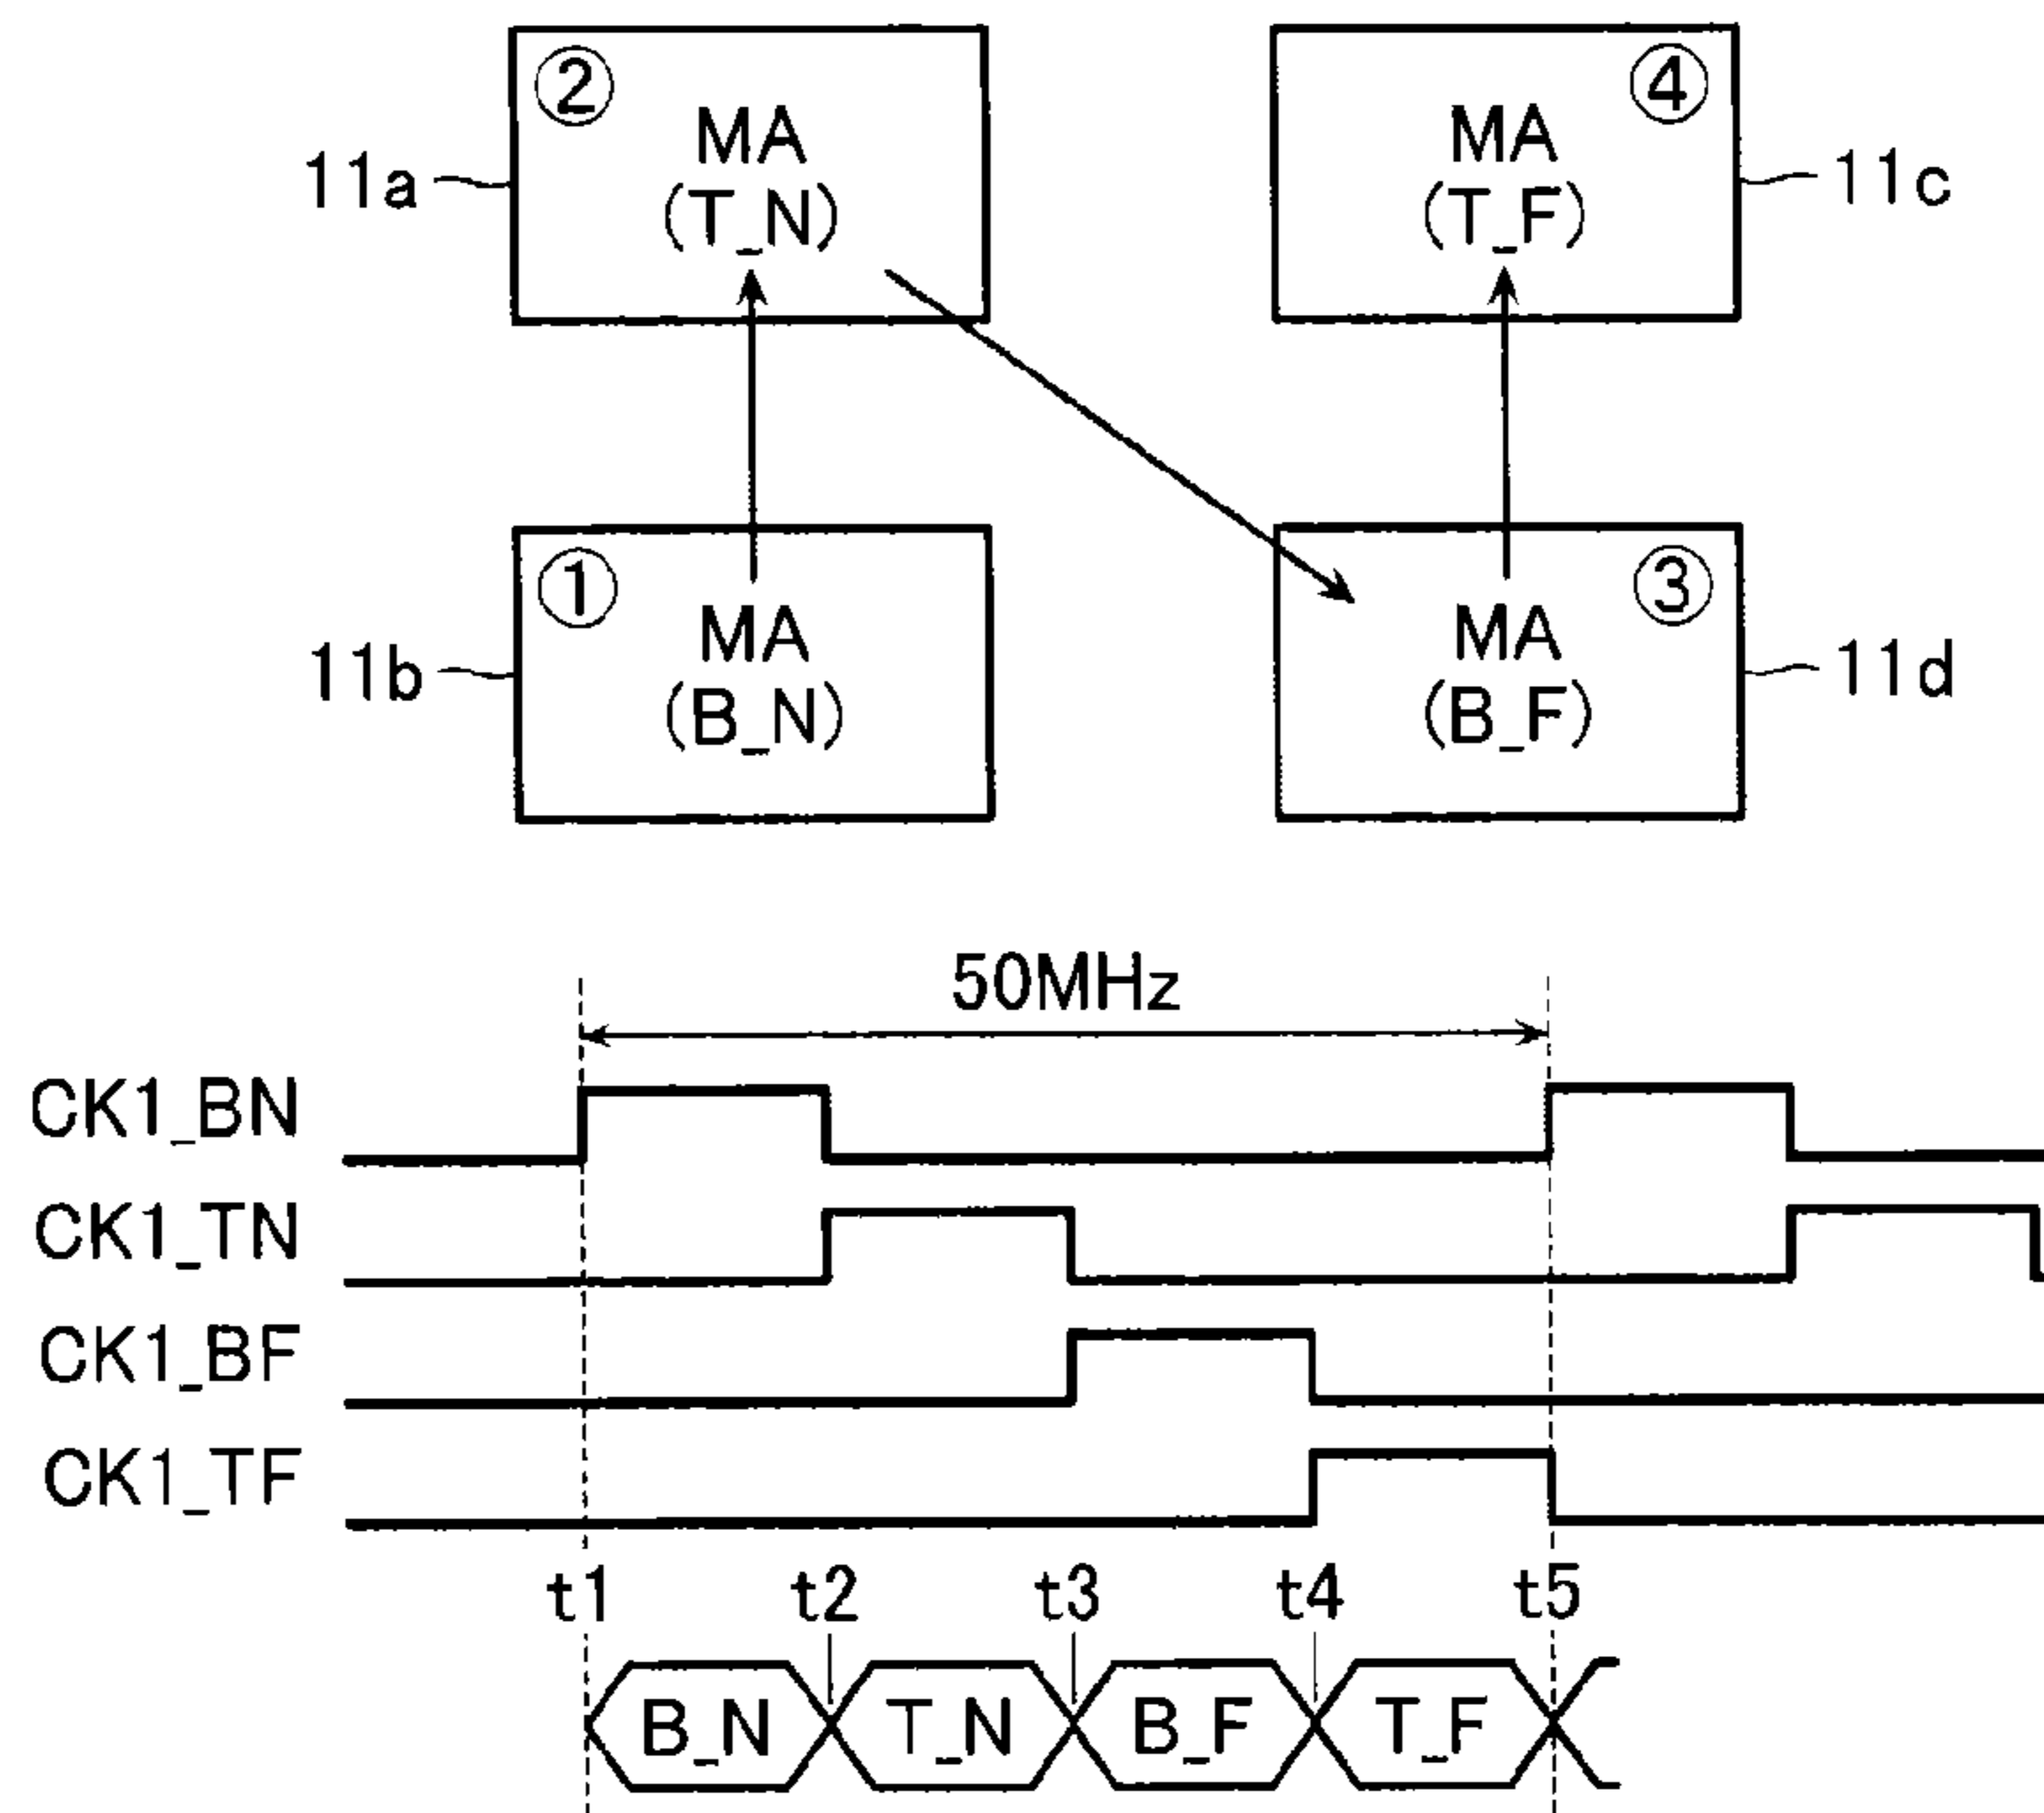 ② ④
MA MA
11a (T_N) (T_F) 11c
① ③
MA MA
11b (B_N) (B_F) 11d
50MHz
CK1_BN
CK1_TN
CK1_BF
CK1_TF
t1 t2 t3 t4 t5
B_N T_N B_F T_F